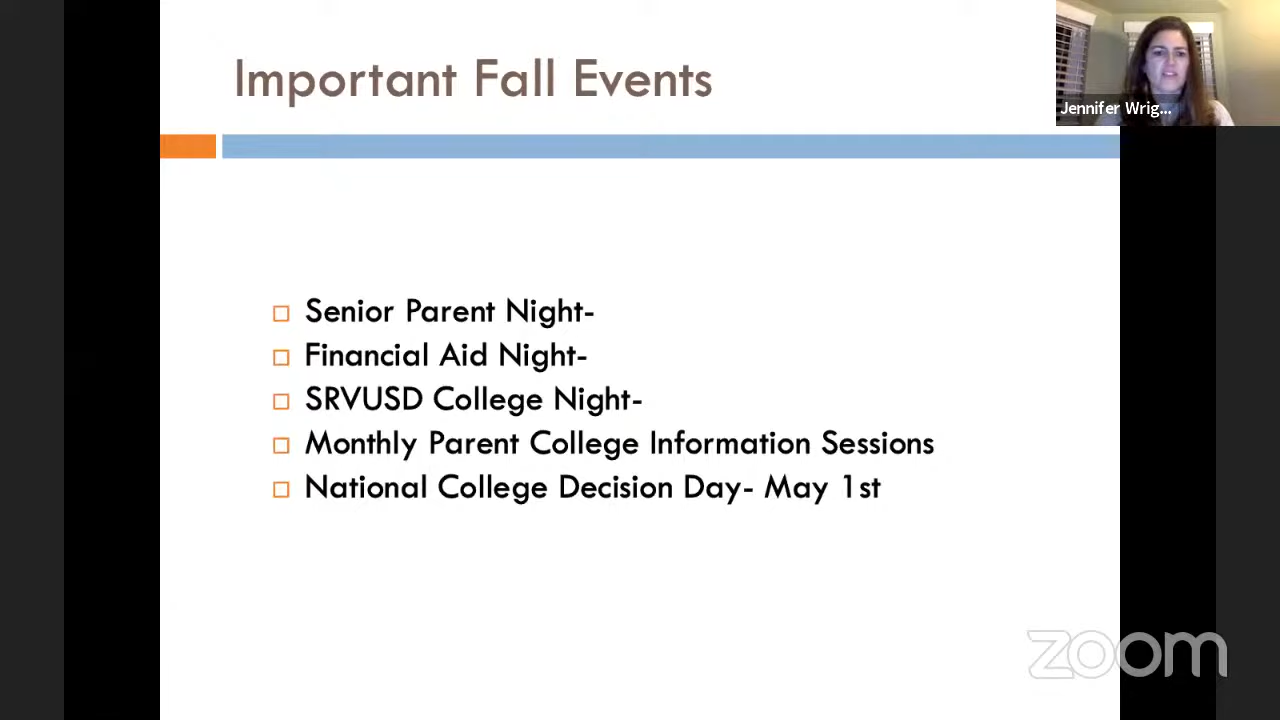 Important Fall Events
Jennifer Wrig...
Senior Parent Night-
Financial Aid Night-
SRVUSD College Night-
Monthly Parent College Information Sessions
National College Decision Day- May 1st
zoom